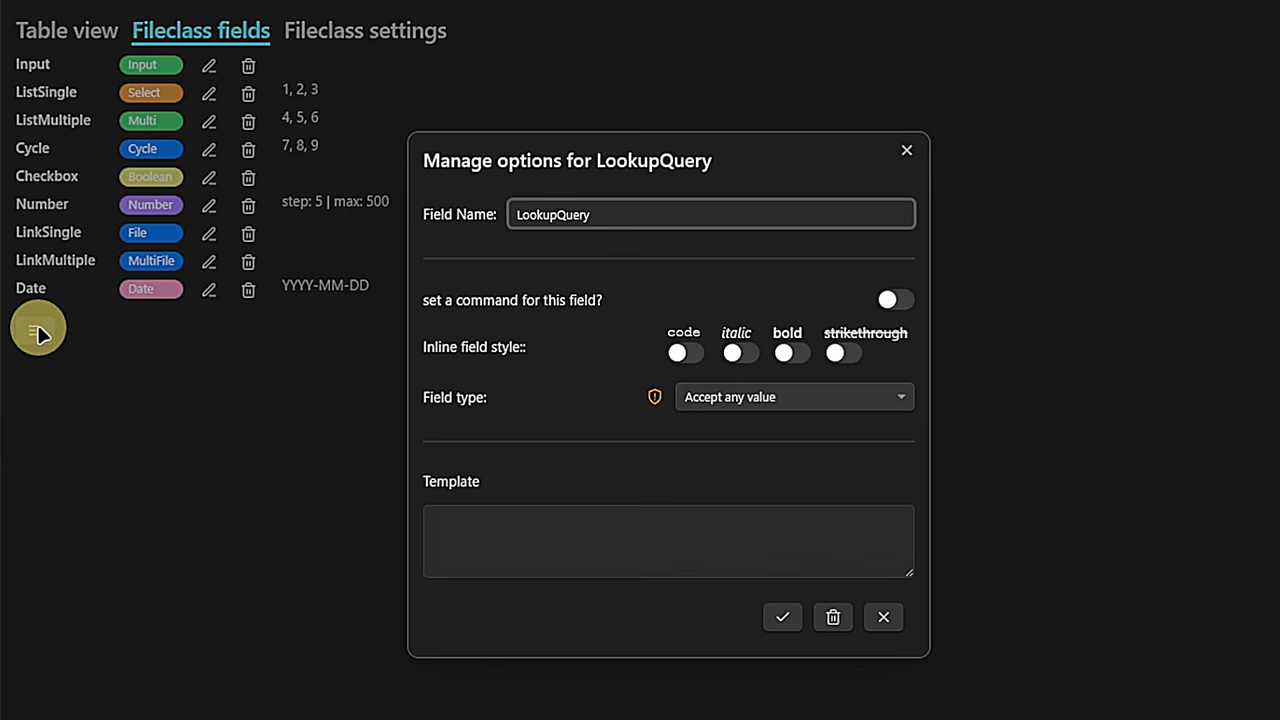 Table view Fileclass fields Fileclass settings
Input Input
ListSingle Select 1, 2, 3
ListMultiple Multi 4, 5, 6
Cycle Cycle 7, 8, 9
Checkbox Boolean
Number Number step: 5 | max: 500
LinkSingle File
LinkMultiple MultiFile
Date Date YYYY-MM-DD
Manage options for LookupQuery
Field Name: LookupQuery
set a command for this field?
code italic bold strikethrough
Inline field style::
Field type: Accept any value
Template